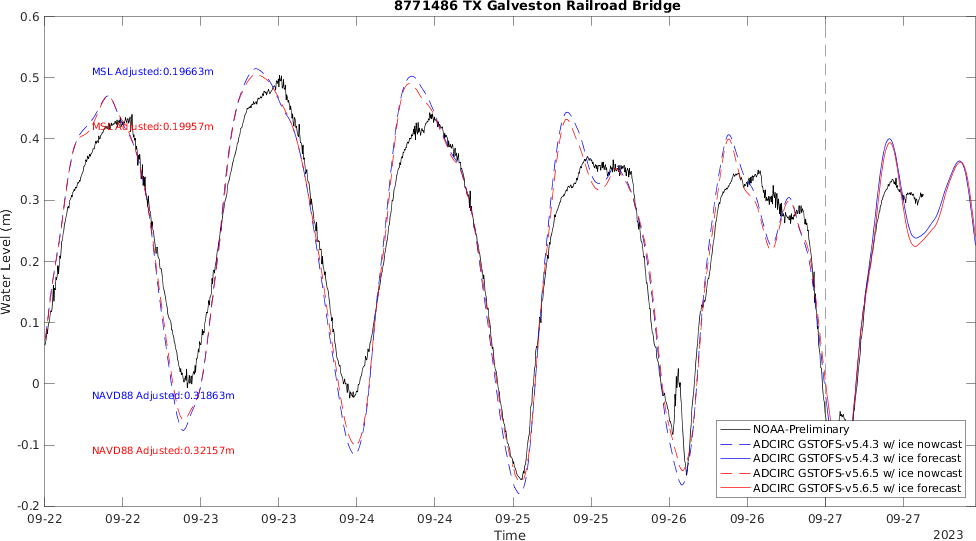 8771486 TX Galveston Railroad Bridge
0.6
0.5
0.4
0.3
0.2
0.1
0
-0.1
-0.2
Water Level (m)
MSL Adjusted:0.19663m
MSL Adjusted:0.19957m
NAVD88 Adjusted:0.31863m
NAVD88 Adjusted:0.32157m
NOAA-Preliminary
ADCIRC GSTOFS-v5.4.3 w/ ice nowcast
ADCIRC GSTOFS-v5.4.3 w/ ice forecast
ADCIRC GSTOFS-v5.6.5 w/ ice nowcast
ADCIRC GSTOFS-v5.6.5 w/ ice forecast
09-22 09-22 09-23 09-23 09-24 09-24 09-25 09-25 09-26 09-26 09-27 09-27
Time
2023